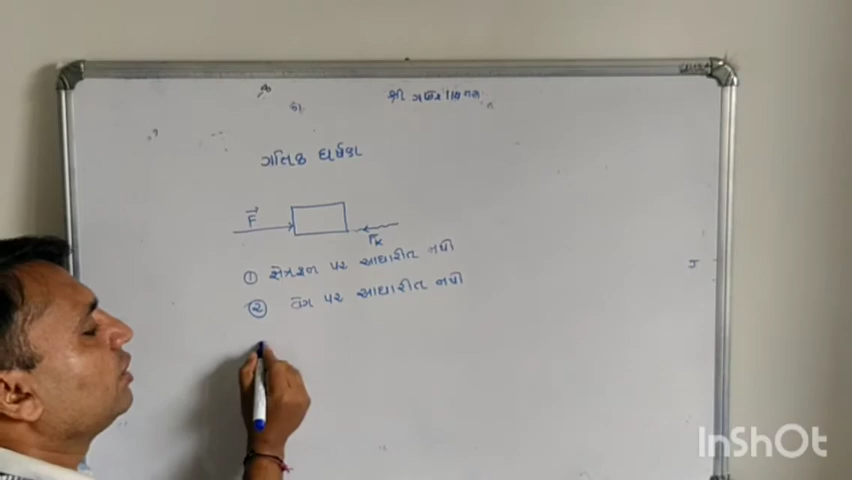 શ્રી ગણેશાય નમઃ
ગતિક ઘર્ષણ
F
fk
① ક્ષેત્રફળ પર આધારીત નથી
② વેગ પર આધારીત નથી
InShOt